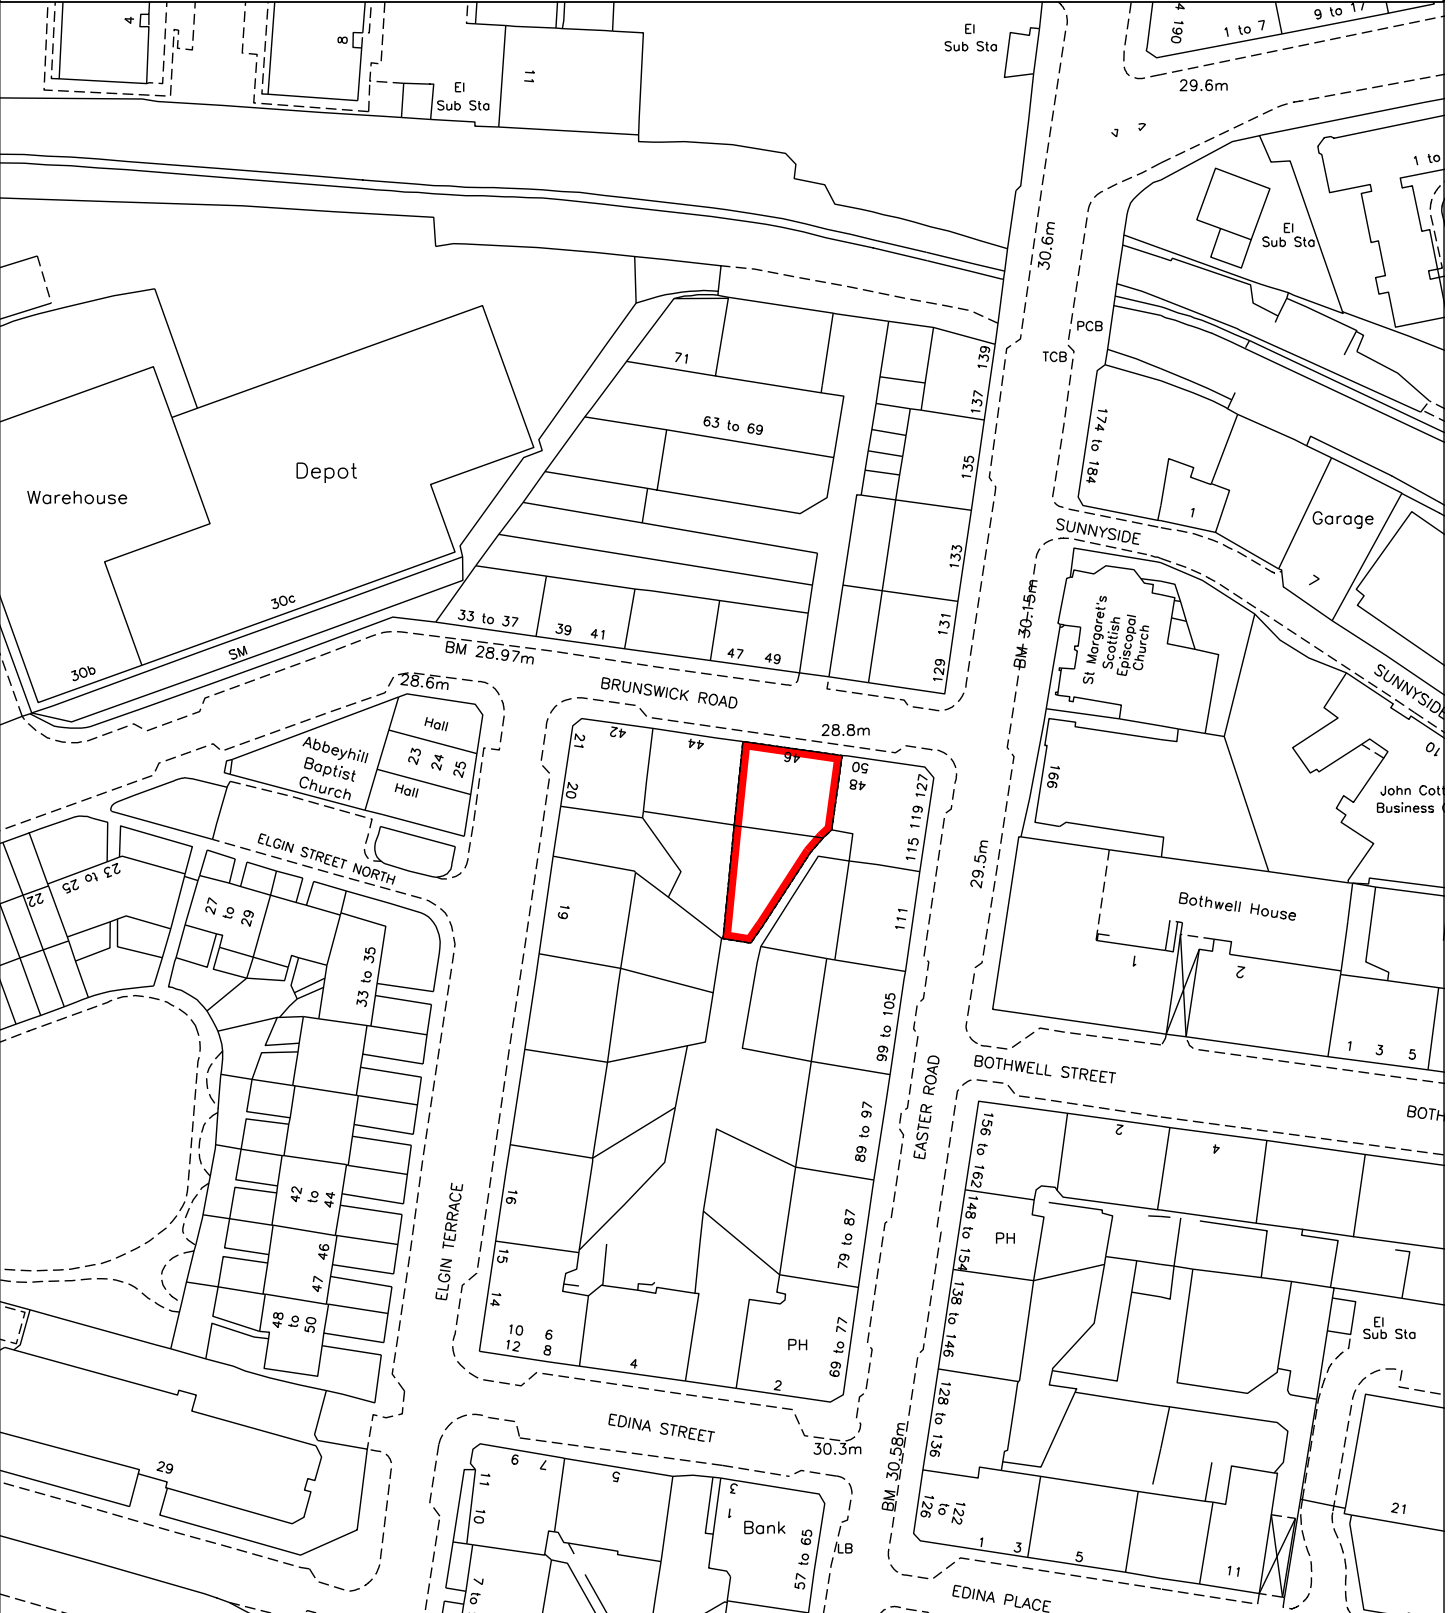 4
8
El
Sub Sta
11
El
Sub Sta
190
1 to 7
9 to 17
29.6m
1 to
El
Sub Sta
30.6m
PCB
TCB
71
139
137
63 to 69
135
133
131
129
174 to 184
1
Garage
7
SUNNYSIDE
Depot
Warehouse
30c
30b
SM
33 to 37
39
41
47
49
BM 28.97m
28.6m
BRUNSWICK ROAD
28.8m
BM 30.15m
St Margaret's
Scottish
Episcopal
Church
SUNNYSIDE
10
166
John Cott
Business
Abbeyhill
Baptist
Church
Hall
23
24
25
Hall
21
20
42
44
46
50
48
127
115 119
111
19
29.5m
Bothwell House
1
2
1
3
5
ELGIN STREET NORTH
22
23 to 25
27
to
29
33 to 35
99 to 105
89 to 97
79 to 87
69 to 77
EASTER ROAD
BOTHWELL STREET
BOTH
156 to 162
2
4
148 to 154
PH
138 to 146
128 to 136
122
to
126
El
Sub Sta
42
to
44
46
47
48
to
50
ELGIN TERRACE
16
15
14
10
12
6
8
4
PH
2
EDINA STREET
30.3m
BM 30.58m
29
11
10
9
7
5
3
1
Bank
57 to 65
LB
7 to
1
3
5
11
21
EDINA PLACE